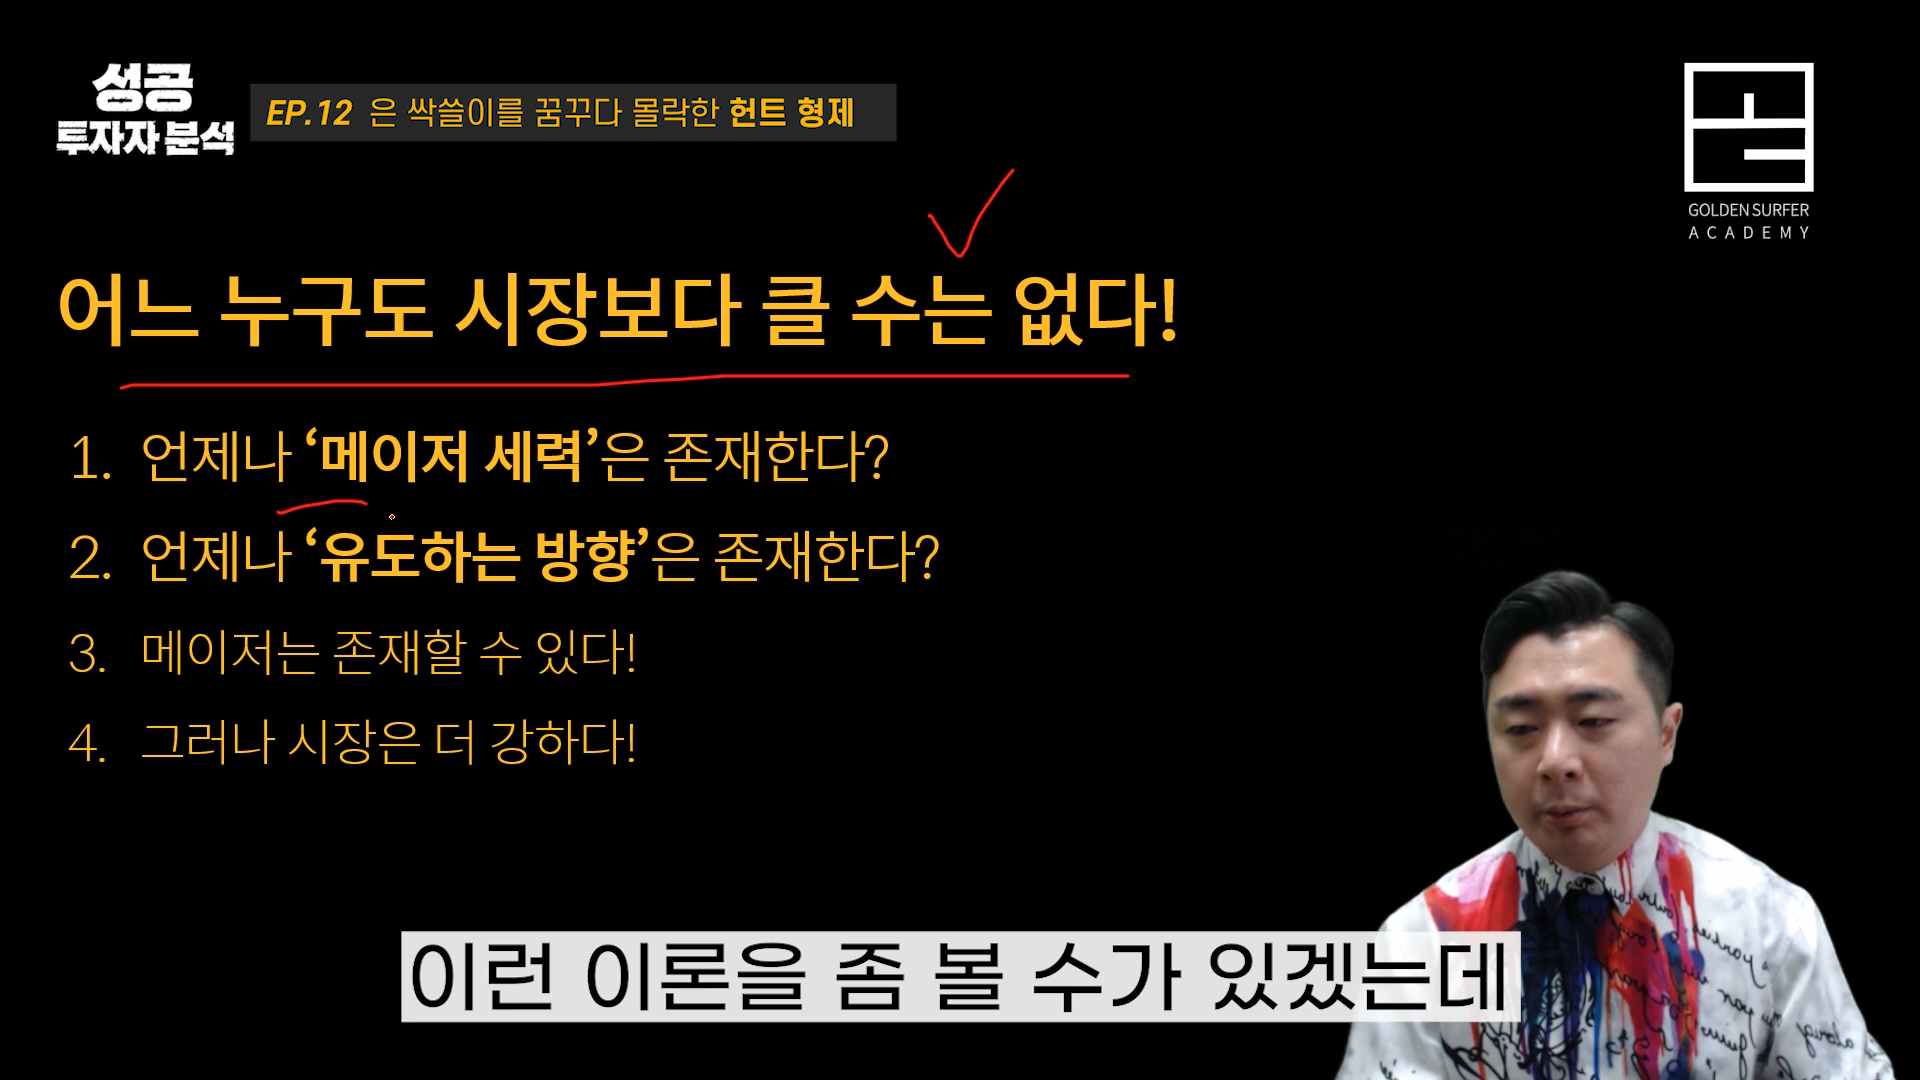 성공
투자자 분석
EP.12 은 싹쓸이를 꿈꾸다 몰락한 헌트 형제
GOLDEN SURFER
ACADEMY
어느 누구도 시장보다 클 수는 없다!
1. 언제나 ‘메이저 세력’은 존재한다?
2. 언제나 ‘유도하는 방향’은 존재한다?
3. 메이저는 존재할 수 있다!
4. 그러나 시장은 더 강하다!
이런 이론을 좀 볼 수가 있겠는데